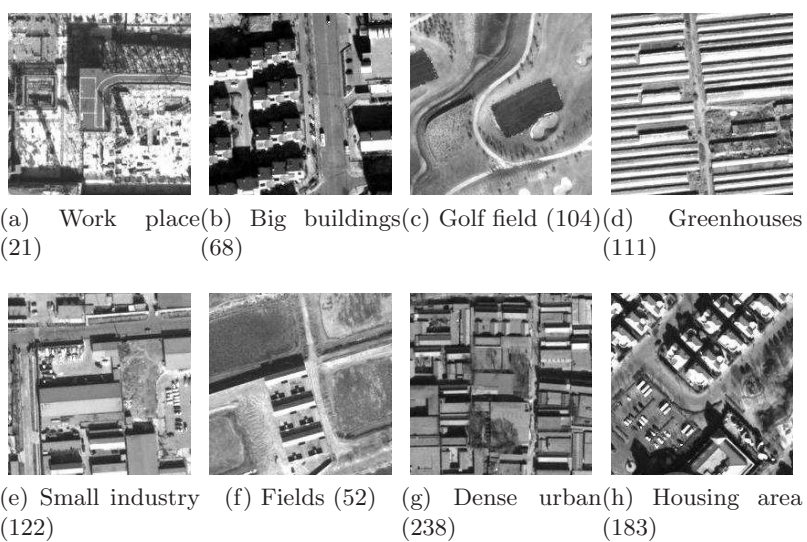 (a) Work place
(21)
(b) Big buildings
(68)
(c) Golf field (104)
(d) Greenhouses
(111)
(e) Small industry
(122)
(f) Fields (52)
(g) Dense urban
(238)
(h) Housing area
(183)